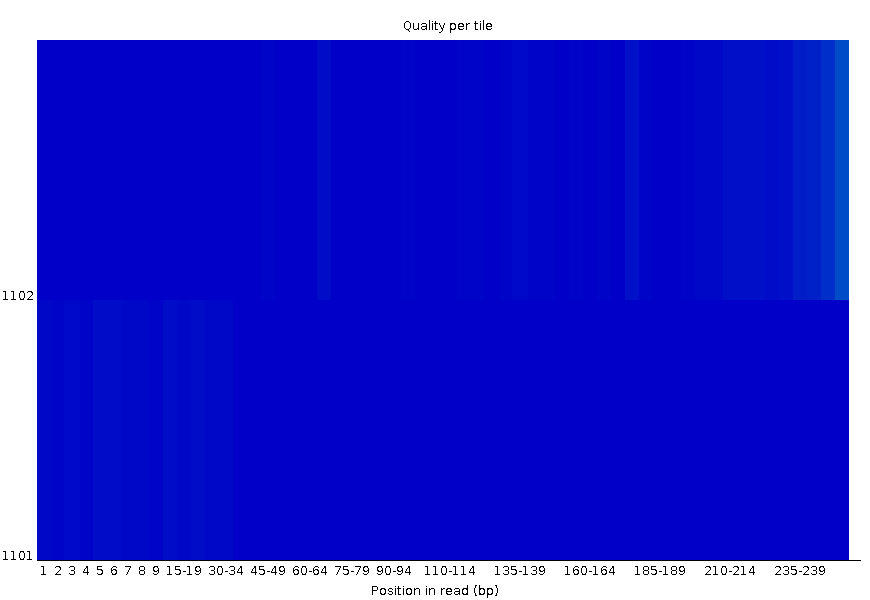 Quality per tile
1102
1101
1 2 3 4 5 6 7 8 9 15-19 30-34 45-49 60-64 75-79 90-94 110-114 135-139 160-164 185-189 210-214 235-239
Position in read (bp)